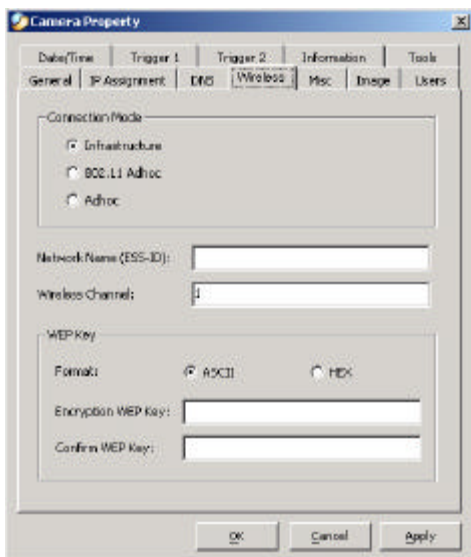 Camera Property
Date/Time Trigger 1 Trigger 2 Information Tools
General IP Assignment DNS Wireless Misc Image Users
Connection Mode
Infrastructure
802.11 Adhoc
Adhoc
Network Name (ESS-ID):
Wireless Channel: 1
WEP Key
Format: ASCII HEX
Encryption WEP Key:
Confirm WEP Key:
OK Cancel Apply